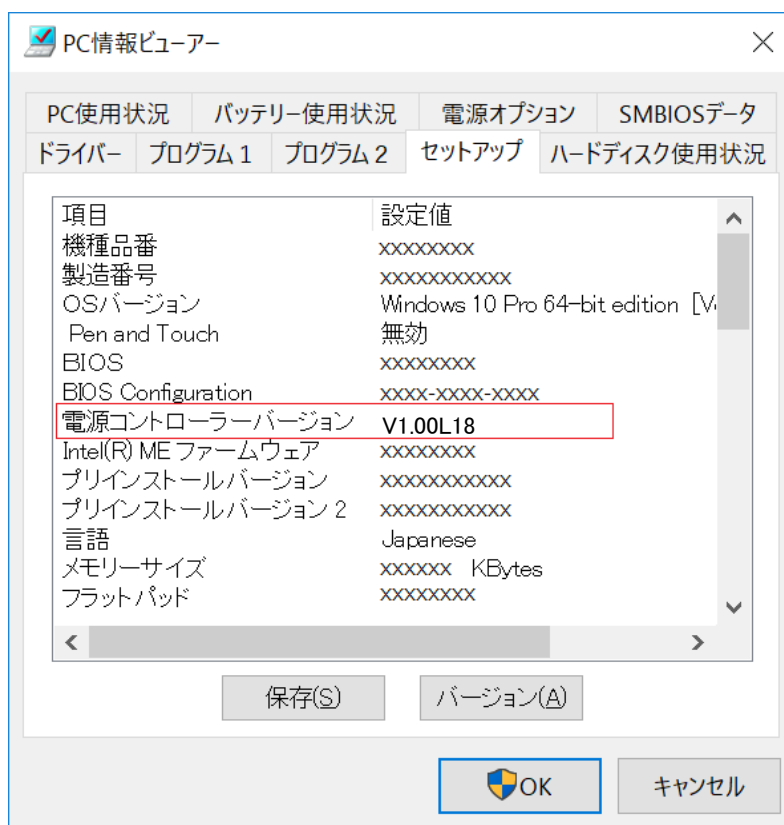 PC情報ビューアー
PC使用状況 バッテリー使用状況 電源オプション SMBIOSデータ
ドライバー プログラム1 プログラム2 セットアップ ハードディスク使用状況
項目 設定値
機種品番 xxxxxxxx
製造番号 xxxxxxxxxxx
OSバージョン Windows 10 Pro 64-bit edition [V
Pen and Touch 無効
BIOS xxxxxxxx
BIOS Configuration xxxx-xxxx-xxxx
電源コントローラーバージョン V1.00L18
Intel(R) ME ファームウェア xxxxxxxx
プリインストールバージョン xxxxxxxxxxx
プリインストールバージョン 2 xxxxxxxxxxx
言語 Japanese
メモリーサイズ xxxxxx KBytes
フラットパッド xxxxxxxx
保存(S) バージョン(A)
OK キャンセル